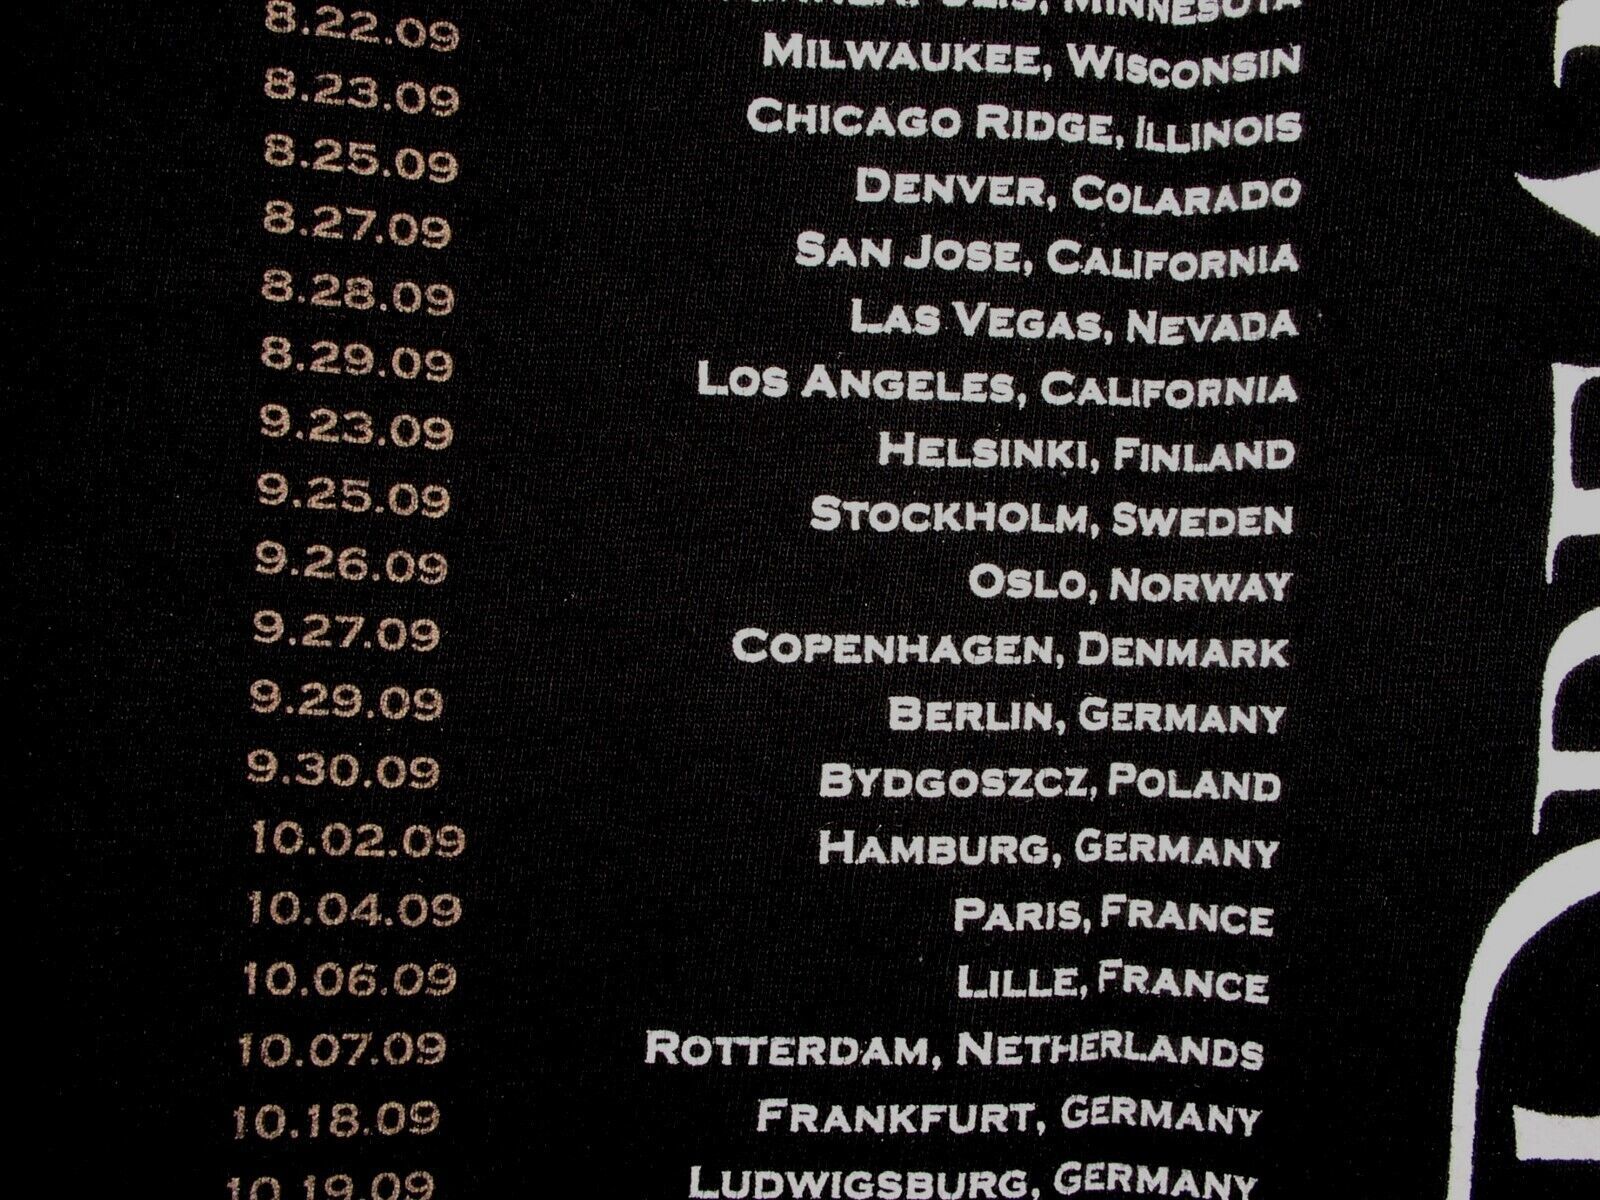 MINNESOTA
8.22.09 MILWAUKEE, WISCONSIN
8.23.09 CHICAGO RIDGE, ILLINOIS
8.25.09 DENVER, COLARADO
8.27.09 SAN JOSE, CALIFORNIA
8.28.09 LAS VEGAS, NEVADA
8.29.09 LOS ANGELES, CALIFORNIA
9.23.09 HELSINKI, FINLAND
9.25.09 STOCKHOLM, SWEDEN
9.26.09 OSLO, NORWAY
9.27.09 COPENHAGEN, DENMARK
9.29.09 BERLIN, GERMANY
9.30.09 BYDGOSZCZ, POLAND
10.02.09 HAMBURG, GERMANY
10.04.09 PARIS, FRANCE
10.06.09 LILLE, FRANCE
10.07.09 ROTTERDAM, NETHERLANDS
10.18.09 FRANKFURT, GERMANY
10.19.09 LUDWIGSBURG, GERMANY